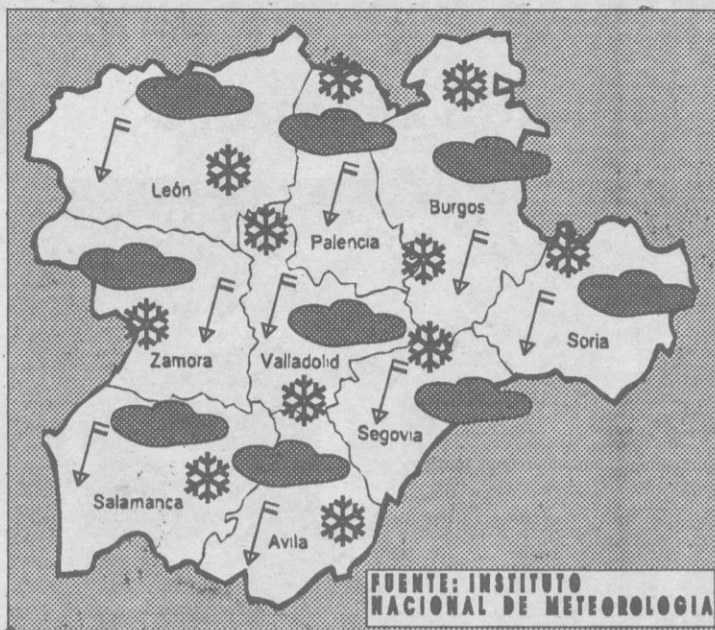 León
Palencia
Burgos
Zamora
Valladolid
Soria
Segovia
Salamanca
Avila
FUENTE: INSTITUTO
NACIONAL DE METEOROLOGIA